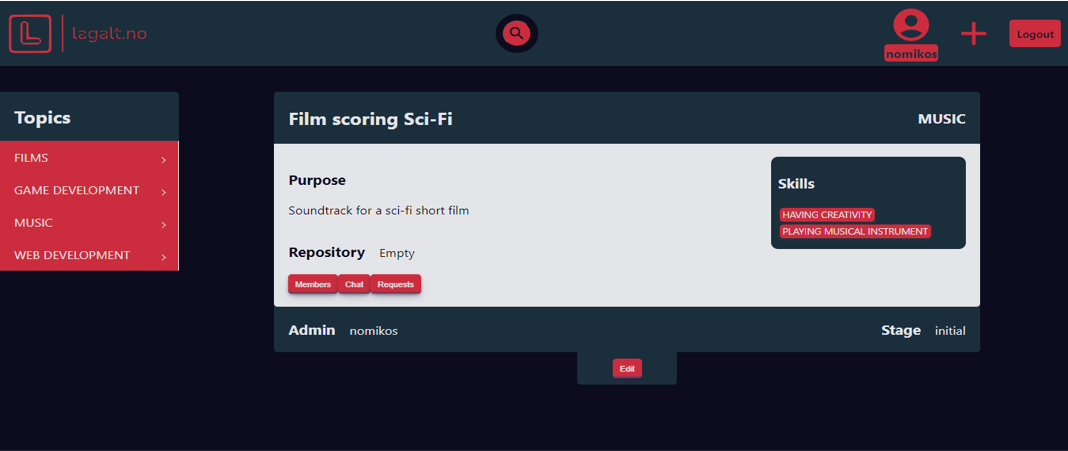 lagalt.no
nomikos
Logout
Topics
FILMS
GAME DEVELOPMENT
MUSIC
WEB DEVELOPMENT
Film scoring Sci-Fi MUSIC
Purpose
Soundtrack for a sci-fi short film
Skills
HAVING CREATIVITY
PLAYING MUSICAL INSTRUMENT
Repository Empty
Members Chat Requests
Admin nomikos Stage initial
Edit